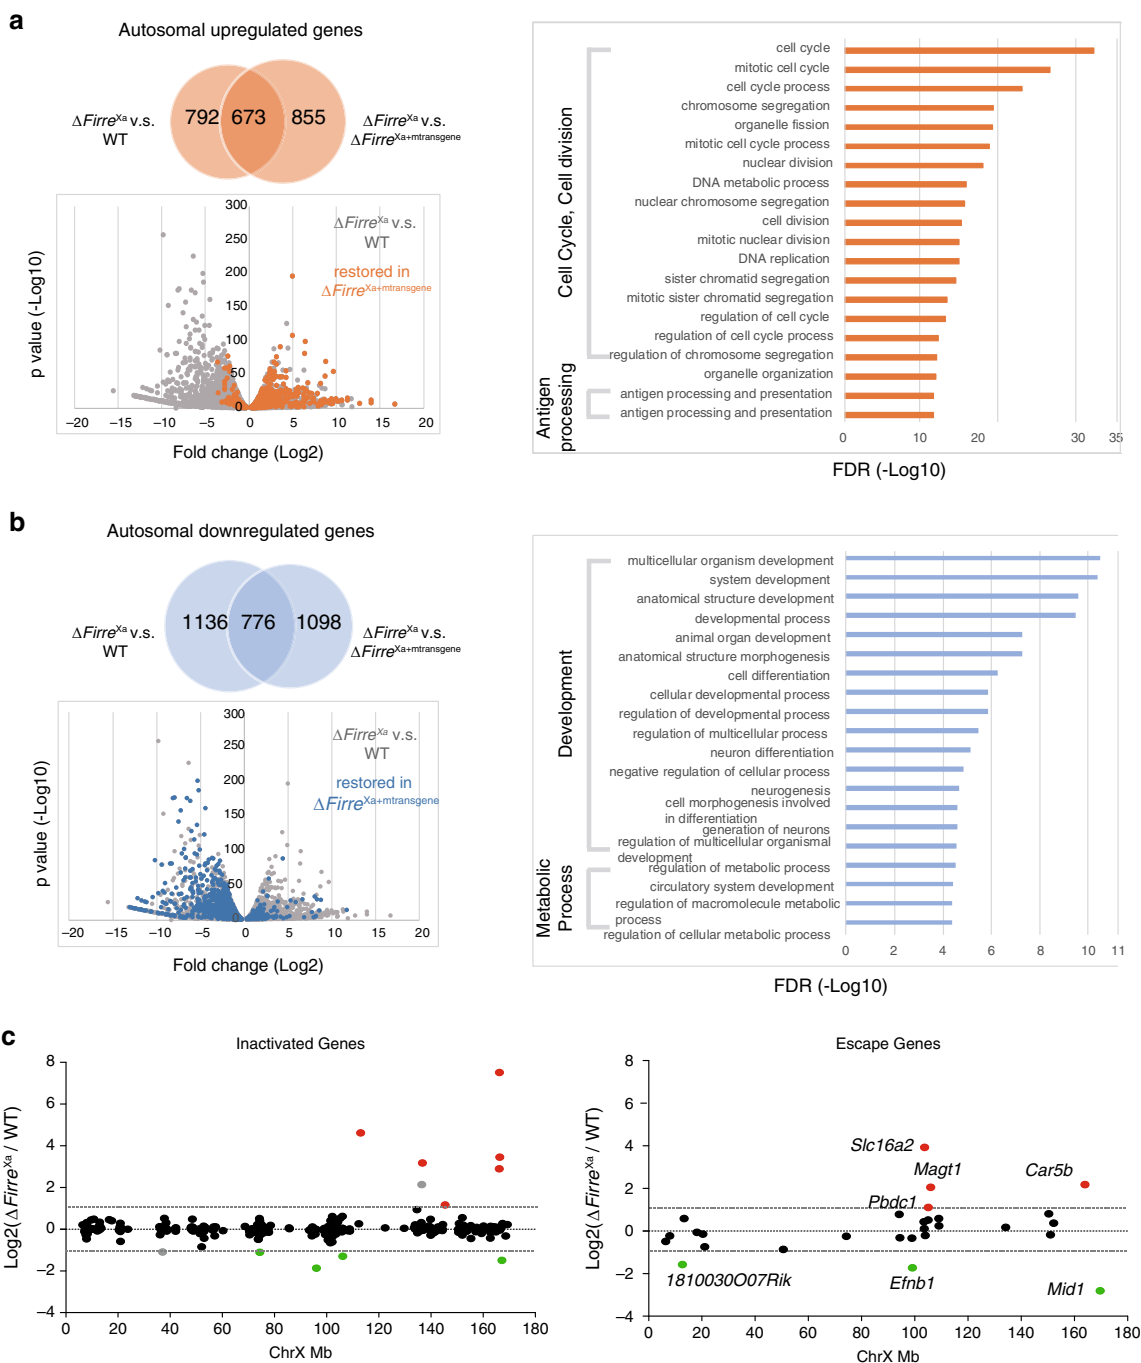 a
Autosomal upregulated genes
792 673 855
ΔFirreXa v.s.
WT
ΔFirreXa v.s.
ΔFirreXa+mtransgene
p value (-Log10)
300
250
200
150
100
50
0
ΔFirreXa v.s.
WT
restored in
ΔFirreXa+mtransgene
−20 −15 −10 −5 0 5 10 15 20
Fold change (Log2)
Cell Cycle, Cell division
Antigen
processing
cell cycle
mitotic cell cycle
cell cycle process
chromosome segregation
organelle fission
mitotic cell cycle process
nuclear division
DNA metabolic process
nuclear chromosome segregation
cell division
mitotic nuclear division
DNA replication
sister chromatid segregation
mitotic sister chromatid segregation
regulation of cell cycle
regulation of cell cycle process
regulation of chromosome segregation
organelle organization
antigen processing and presentation
antigen processing and presentation
0 10 20 30 35
FDR (-Log10)
b
Autosomal downregulated genes
1136 776 1098
ΔFirreXa v.s.
WT
ΔFirreXa v.s.
ΔFirreXa+mtransgene
p value (-Log10)
300
250
200
150
100
50
0
ΔFirreXa v.s.
WT
restored in
ΔFirreXa+mtransgene
−20 −15 −10 −5 0 5 10 15 20
Fold change (Log2)
Development
Metabolic
Process
multicellular organism development
system development
anatomical structure development
developmental process
animal organ development
anatomical structure morphogenesis
cell differentiation
cellular developmental process
regulation of developmental process
regulation of multicellular process
neuron differentiation
negative regulation of cellular process
neurogenesis
cell morphogenesis involved
in differentiation
generation of neurons
regulation of multicellular organismal
development
regulation of metabolic process
circulatory system development
regulation of macromolecule metabolic
process
regulation of cellular metabolic process
0 2 4 6 8 10 11
FDR (-Log10)
c
Inactivated Genes
Log2(ΔFirreXa / WT)
8
6
4
2
0
−2
−4
0 20 40 60 80 100 120 140 160 180
ChrX Mb
Escape Genes
Log2(ΔFirreXa / WT)
8
6
4
2
0
−2
−4
Slc16a2
Magt1
Car5b
Pbdc1
1810030O07Rik
Efnb1
Mid1
0 20 40 60 80 100 120 140 160 180
ChrX Mb